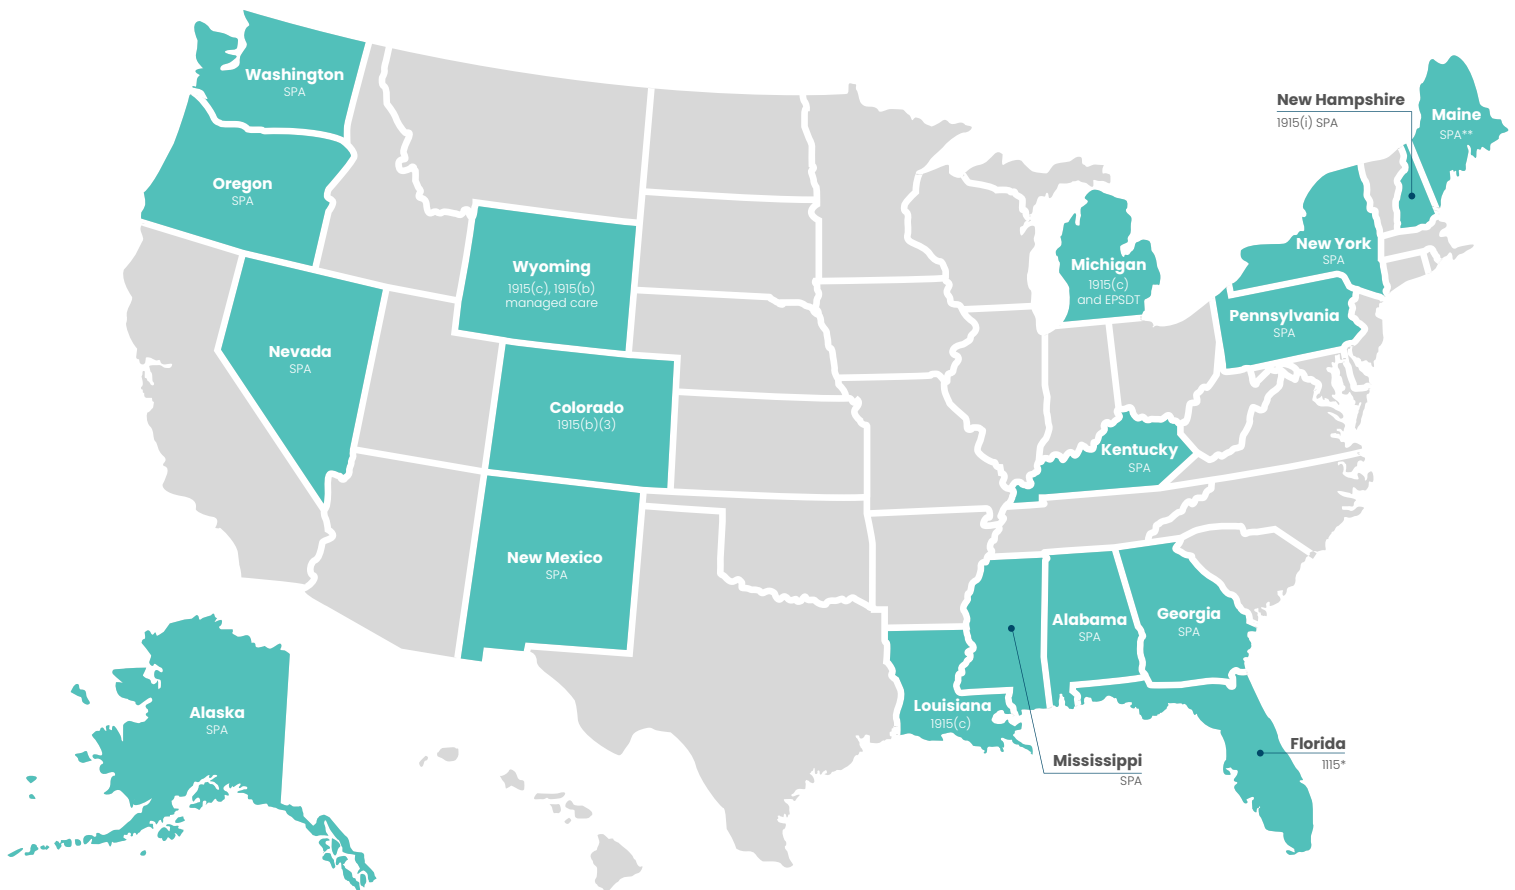 Washington
SPA
New Hampshire
1915(i) SPA
Maine
SPA**
Oregon
SPA
New York
SPA
Wyoming
1915(c), 1915(b)
managed care
Michigan
1915(c)
and EPSDT
Pennsylvania
SPA
Nevada
SPA
Colorado
1915(b)(3)
Kentucky
SPA
New Mexico
SPA
Alabama
SPA
Georgia
SPA
Louisiana
1915(c)
Alaska
SPA
Mississippi
SPA
Florida
1115*